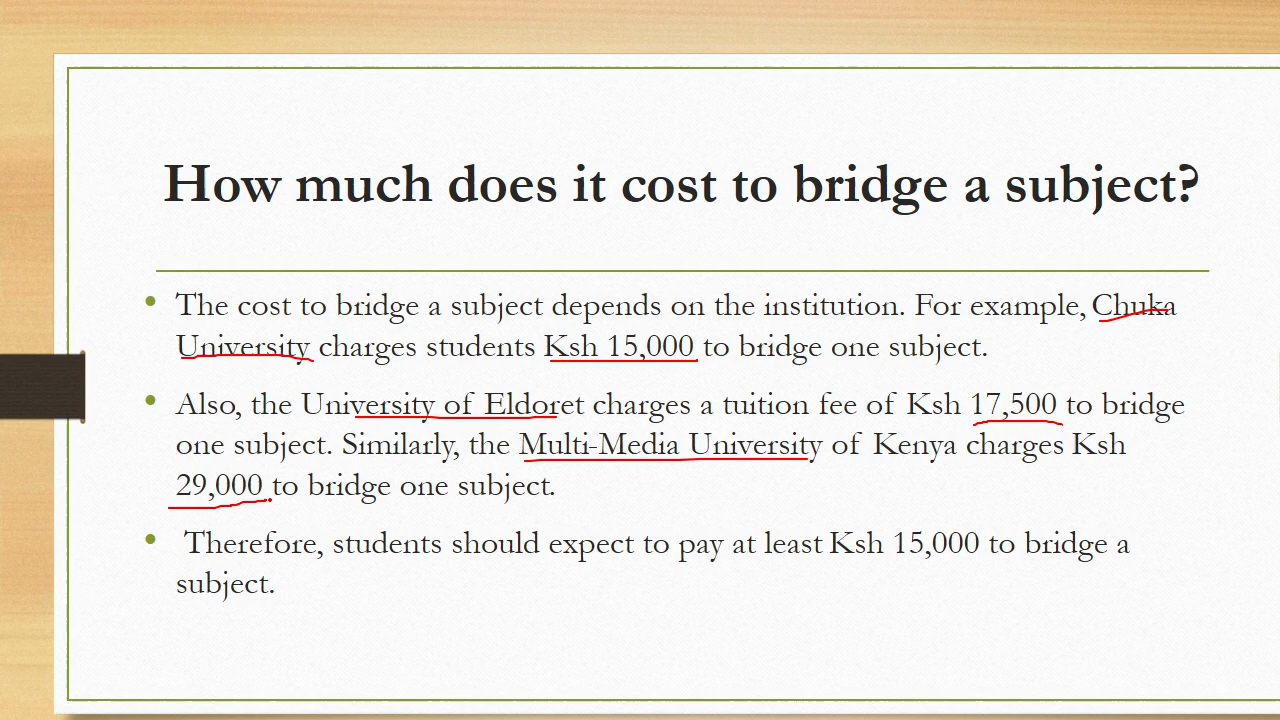 How much does it cost to bridge a subject?
• The cost to bridge a subject depends on the institution. For example, Chuka
University charges students Ksh 15,000 to bridge one subject.
• Also, the University of Eldoret charges a tuition fee of Ksh 17,500 to bridge
one subject. Similarly, the Multi-Media University of Kenya charges Ksh
29,000 to bridge one subject.
• Therefore, students should expect to pay at least Ksh 15,000 to bridge a
subject.